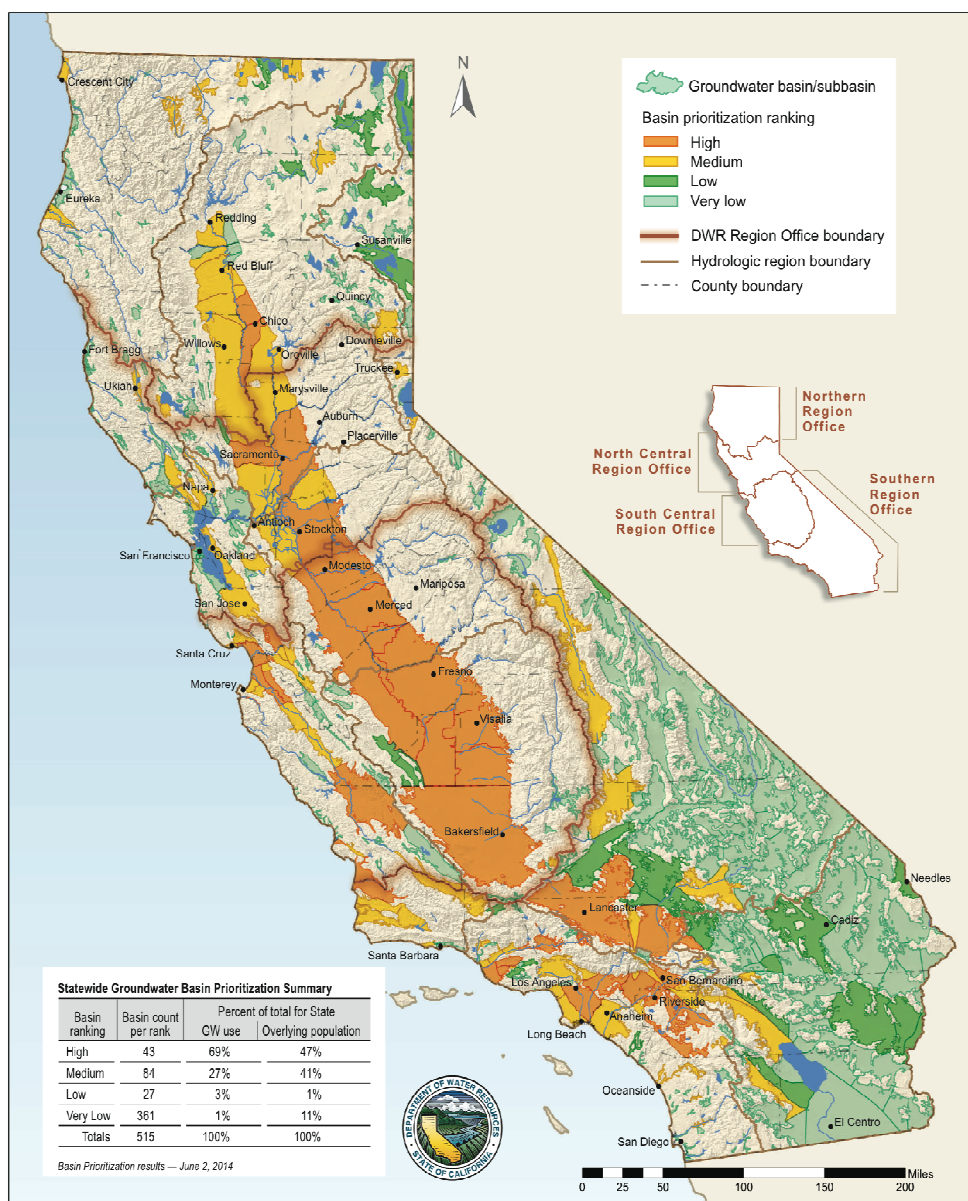 N
Groundwater basin/subbasin
Basin prioritization ranking
High
Medium
Low
Very low
DWR Region Office boundary
Hydrologic region boundary
County boundary
Crescent City
Eureka
Redding
Susanville
Red Bluff
Quincy
Chico
Fort Bragg
Willows
Oroville
Downieville
Truckee
Ukiah
Marysville
Auburn
Placerville
Sacramento
Napa
Antioch
Stockton
San Francisco
Oakland
Modesto
Mariposa
San Jose
Merced
Santa Cruz
Monterey
Fresno
Visalia
Bakersfield
Needles
Lancaster
Cadiz
Santa Barbara
Los Angeles
San Bernardino
Riverside
Anaheim
Long Beach
Oceanside
El Centro
San Diego
Northern
Region
Office
North Central
Region Office
Southern
Region
Office
South Central
Region Office
Statewide Groundwater Basin Prioritization Summary
Basin ranking Basin count per rank Percent of total for State
GW use Overlying population
High 43 69% 47%
Medium 84 27% 41%
Low 27 3% 1%
Very Low 361 1% 11%
Totals 515 100% 100%
Basin Prioritization results — June 2, 2014
DEPARTMENT OF WATER RESOURCES
STATE OF CALIFORNIA
0 25 50 100 150 200 Miles